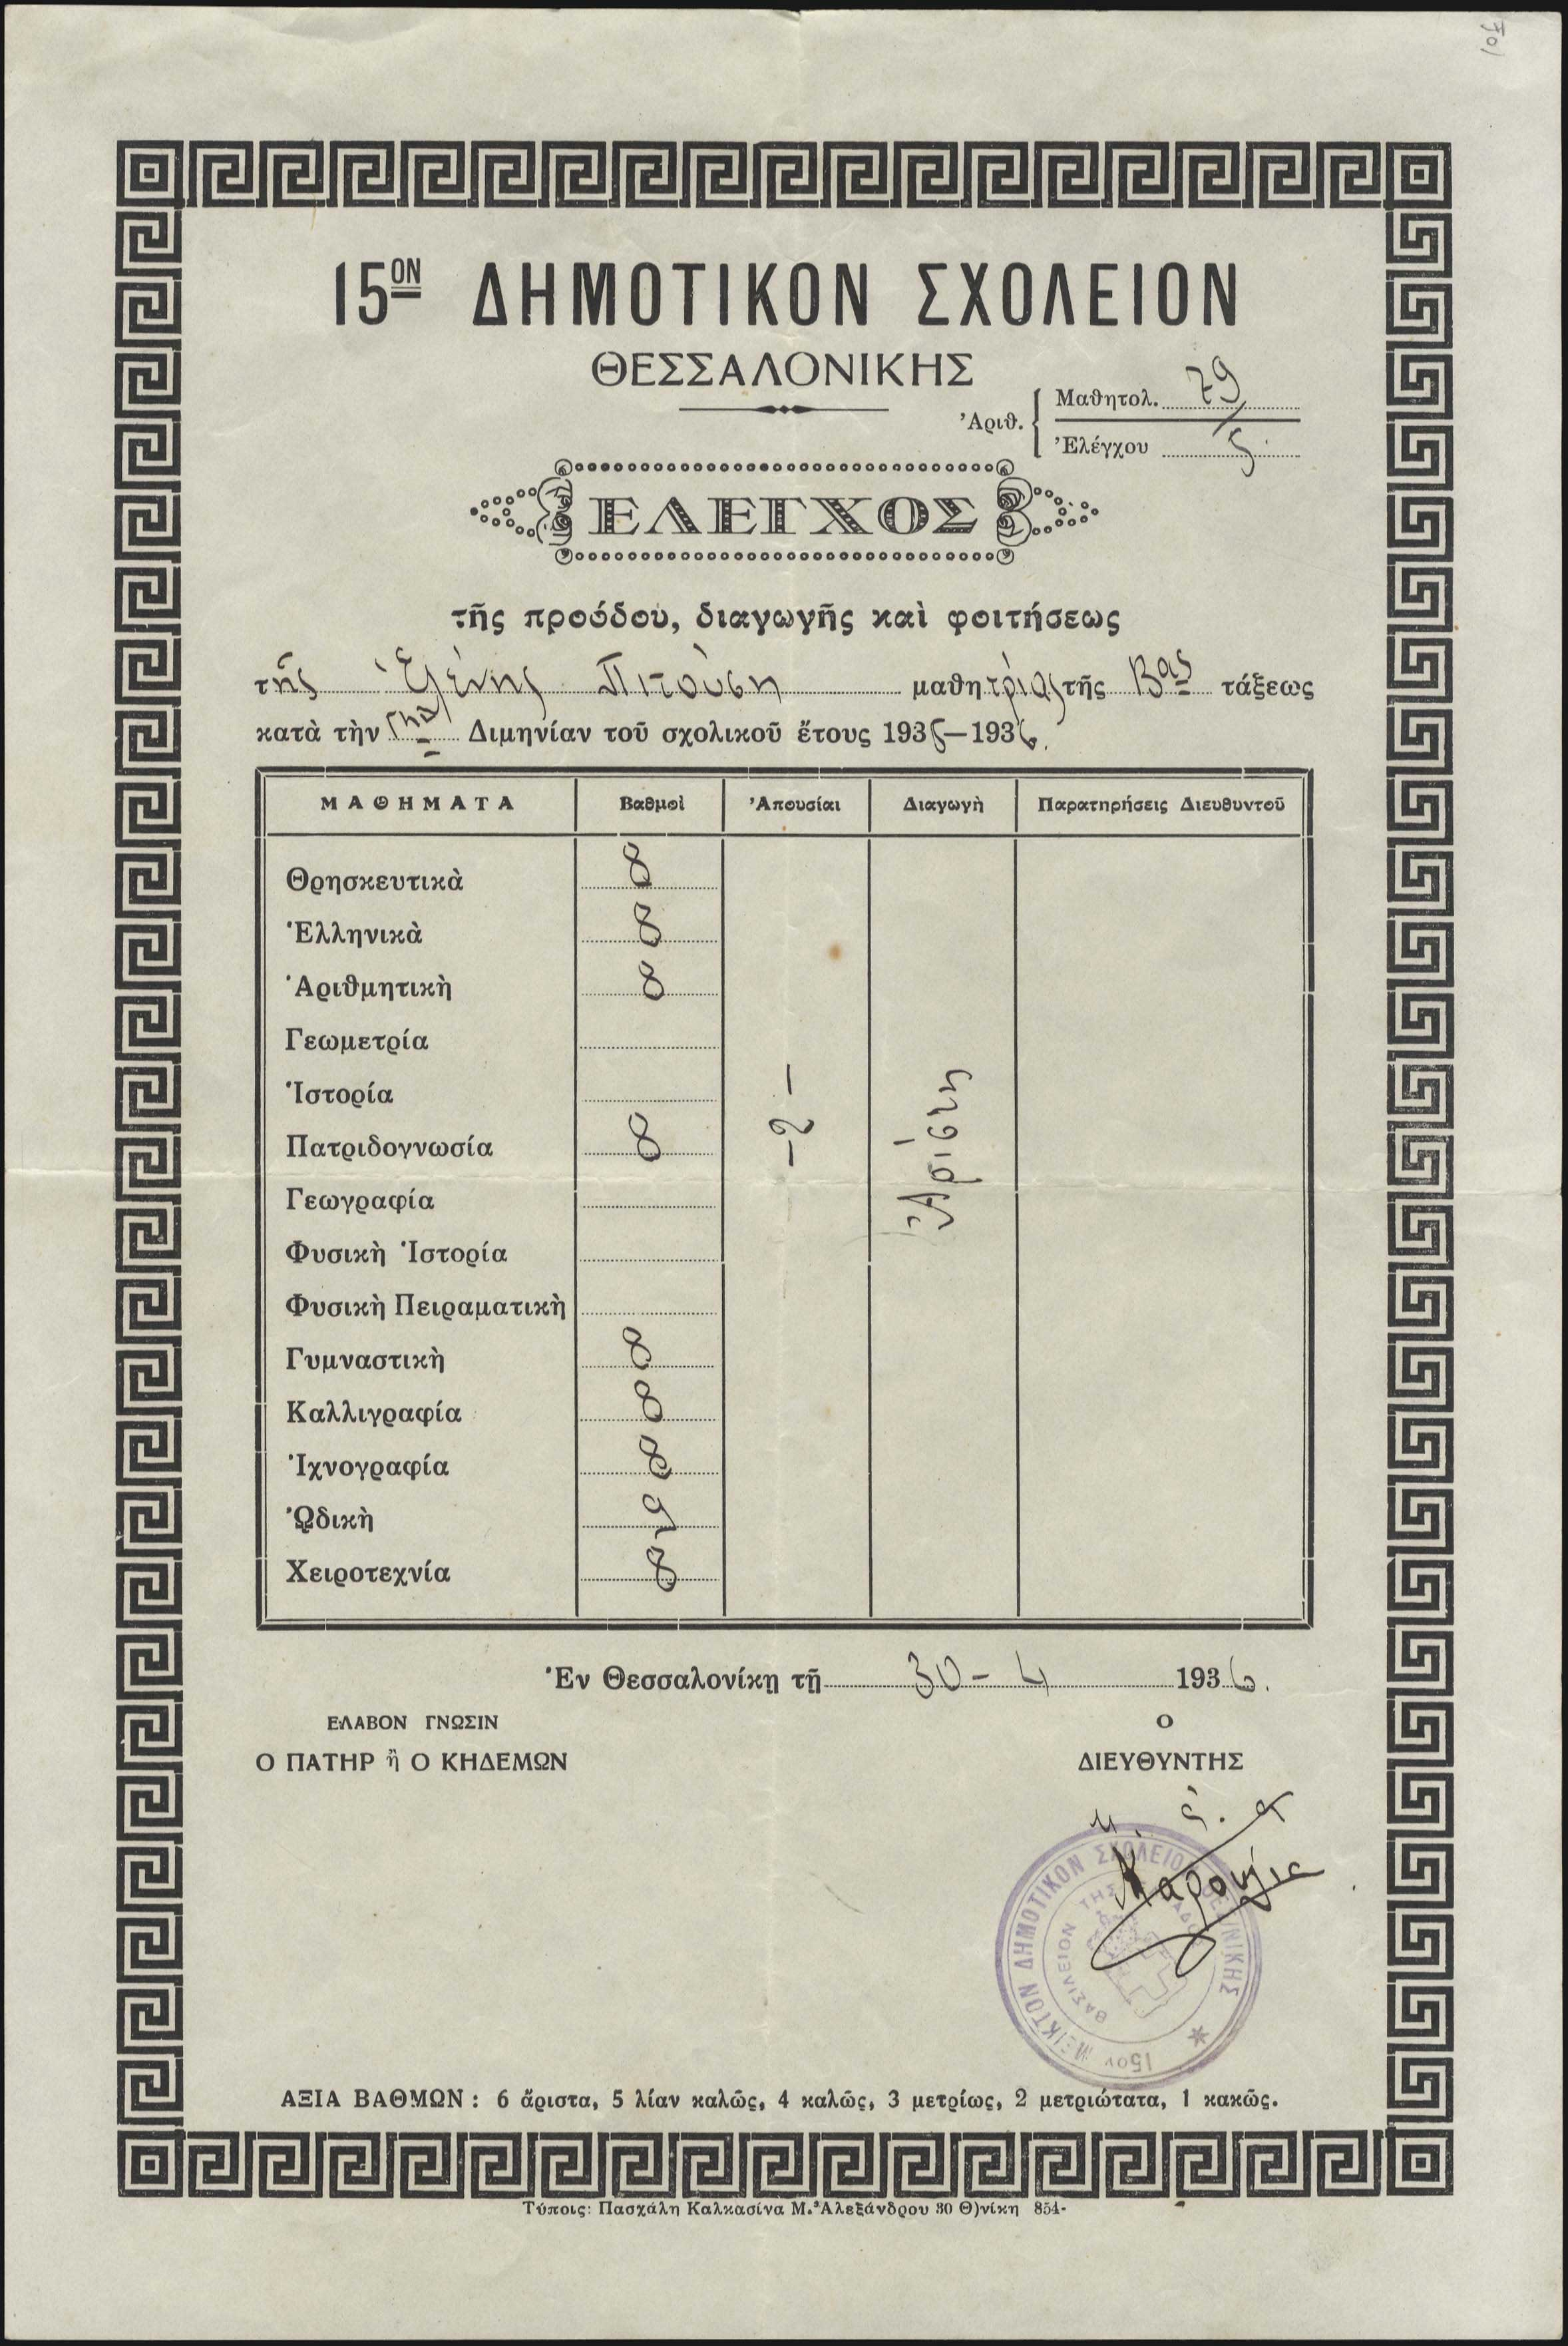 15ΟΝ ΔΗΜΟΤΙΚΟΝ ΣΧΟΛΕΙΟΝ
ΘΕΣΣΑΛΟΝΙΚΗΣ
Ἀριθ. Μαθητολ. 79
Ἐλέγχου 5.
ΕΛΕΓΧΟΣ
τῆς προόδου, διαγωγῆς καὶ φοιτήσεως
τῆς Ἑλένης Πιτούση μαθητρίας τῆς Βας τάξεως
κατὰ τὴν Γην Διμηνίαν τοῦ σχολικοῦ ἔτους 1935—1936.
ΜΑΘΗΜΑΤΑ Βαθμοὶ Ἀπουσίαι Διαγωγὴ Παρατηρήσεις Διευθυντοῦ
Θρησκευτικὰ 8
Ἑλληνικὰ 8
Ἀριθμητικὴ 8
Γεωμετρία
Ἱστορία
Πατριδογνωσία 8
-2- Ἀρίστη
Γεωγραφία
Φυσικὴ Ἱστορία
Φυσικὴ Πειραματικὴ
Γυμναστικὴ 8
Καλλιγραφία 8
Ἰχνογραφία 8
ᾨδικὴ 9
Χειροτεχνία 8
Ἐν Θεσσαλονίκῃ τῇ 30-4 1936.
ΕΛΑΒΟΝ ΓΝΩΣΙΝ
Ο ΠΑΤΗΡ ἢ Ο ΚΗΔΕΜΩΝ
Ο
ΔΙΕΥΘΥΝΤΗΣ
15ον ΜΕΙΚΤΟΝ ΔΗΜΟΤΙΚΟΝ ΣΧΟΛΕΙΟΝ
ΒΑΣΙΛΕΙΟΝ ΤΗΣ
ΑΞΙΑ ΒΑΘΜΩΝ : 6 ἄριστα, 5 λίαν καλῶς, 4 καλῶς, 3 μετρίως, 2 μετριώτατα, 1 κακῶς.
Τύποις: Πασχάλη Καλκασίνα Μ. Ἀλεξάνδρου 30 Θ)νίκη 854-